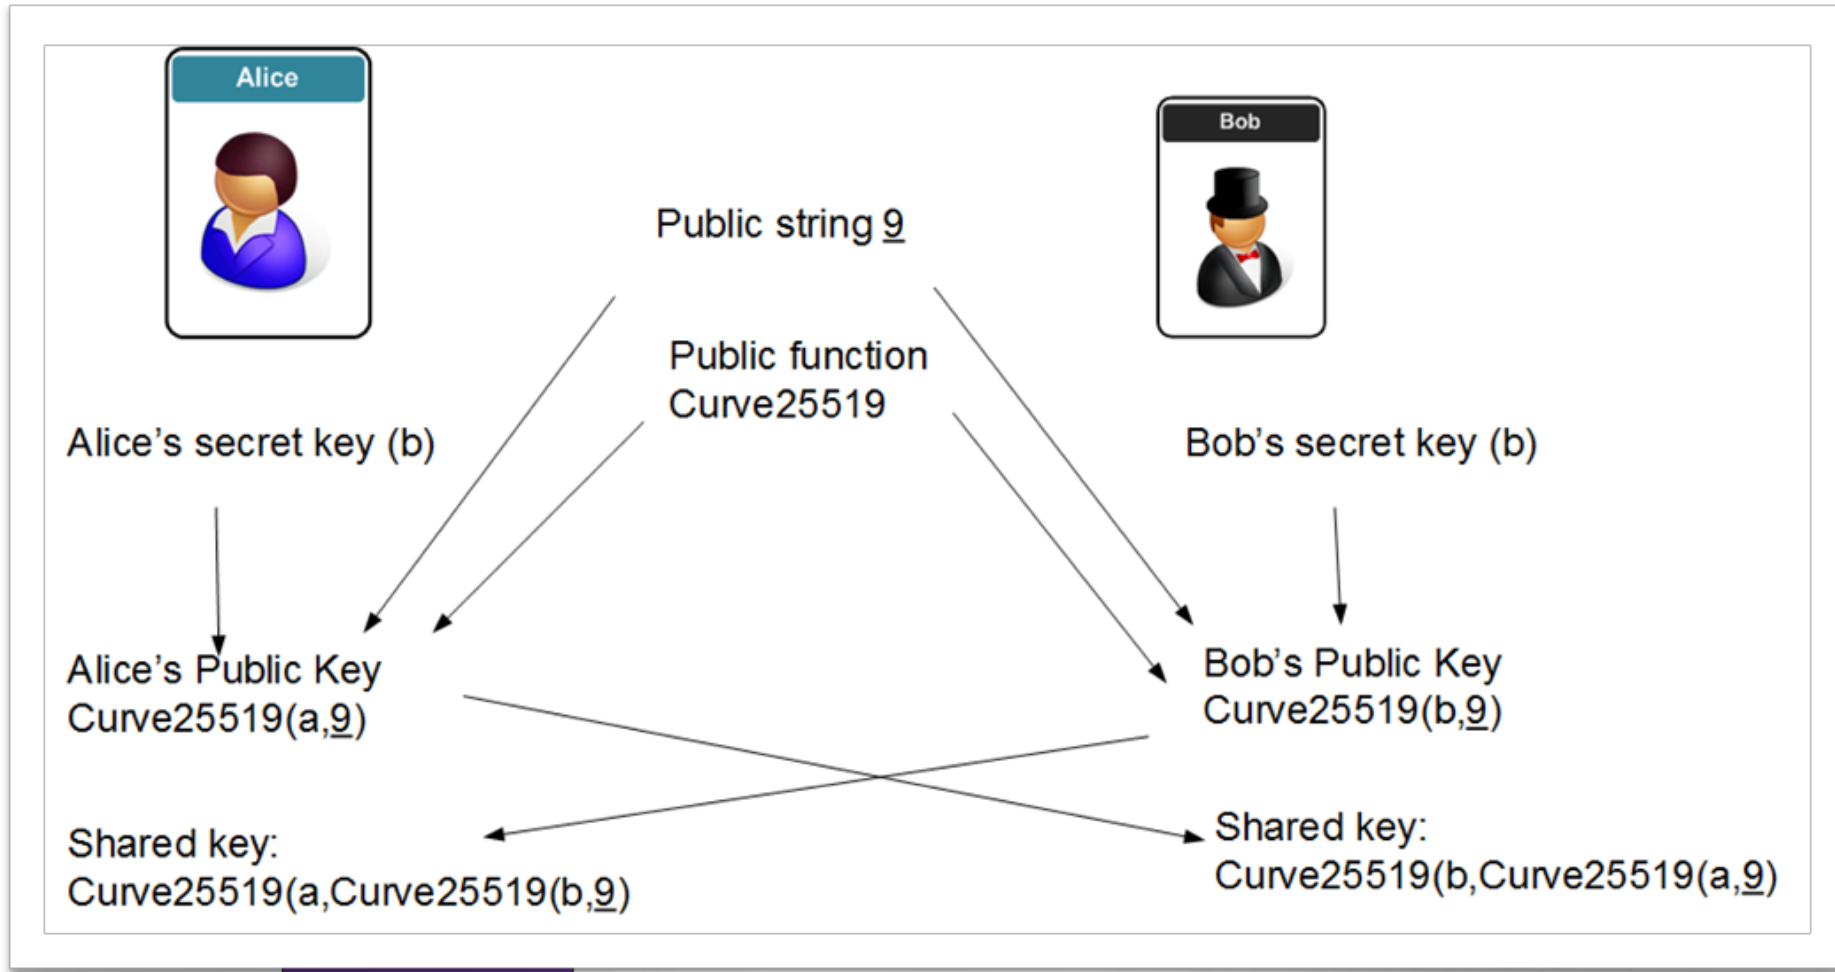 Alice
Bob
Public string 9
Public function
Curve25519
Alice’s secret key (b)
Bob’s secret key (b)
Alice’s Public Key
Curve25519(a,9)
Bob’s Public Key
Curve25519(b,9)
Shared key:
Curve25519(a,Curve25519(b,9)
Shared key:
Curve25519(b,Curve25519(a,9)